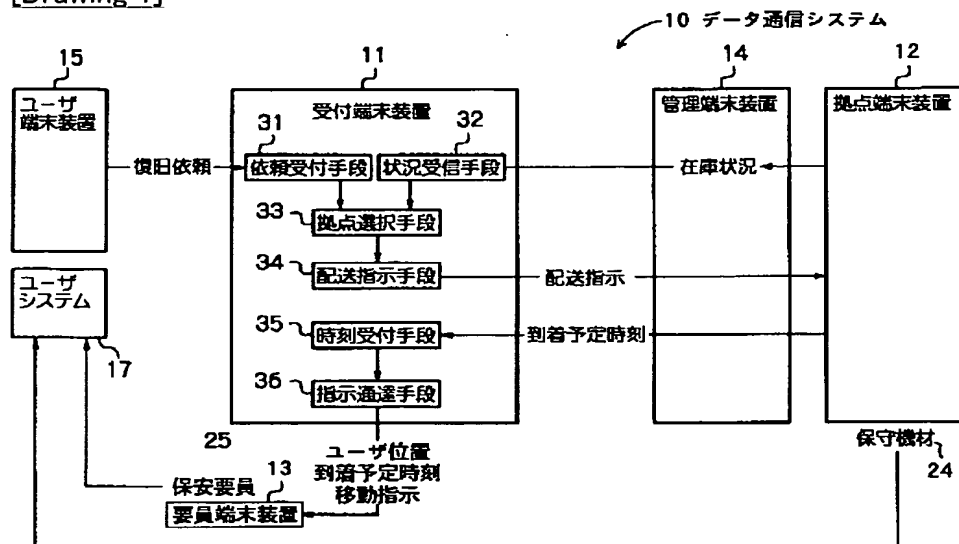 [Drawing 1]
10 データ通信システム
15
11
14
12
ユーザ
端末装置
受付端末装置
管理端末装置
拠点端末装置
31
32
復旧依頼
依頼受付手段
状況受信手段
在庫状況
33
拠点選択手段
34
配送指示手段
配送指示
ユーザ
システム
35
時刻受付手段
到着予定時刻
17
36
指示通達手段
25
ユーザ位置
到着予定時刻
移動指示
保守機材
24
13
保安要員
要員端末装置